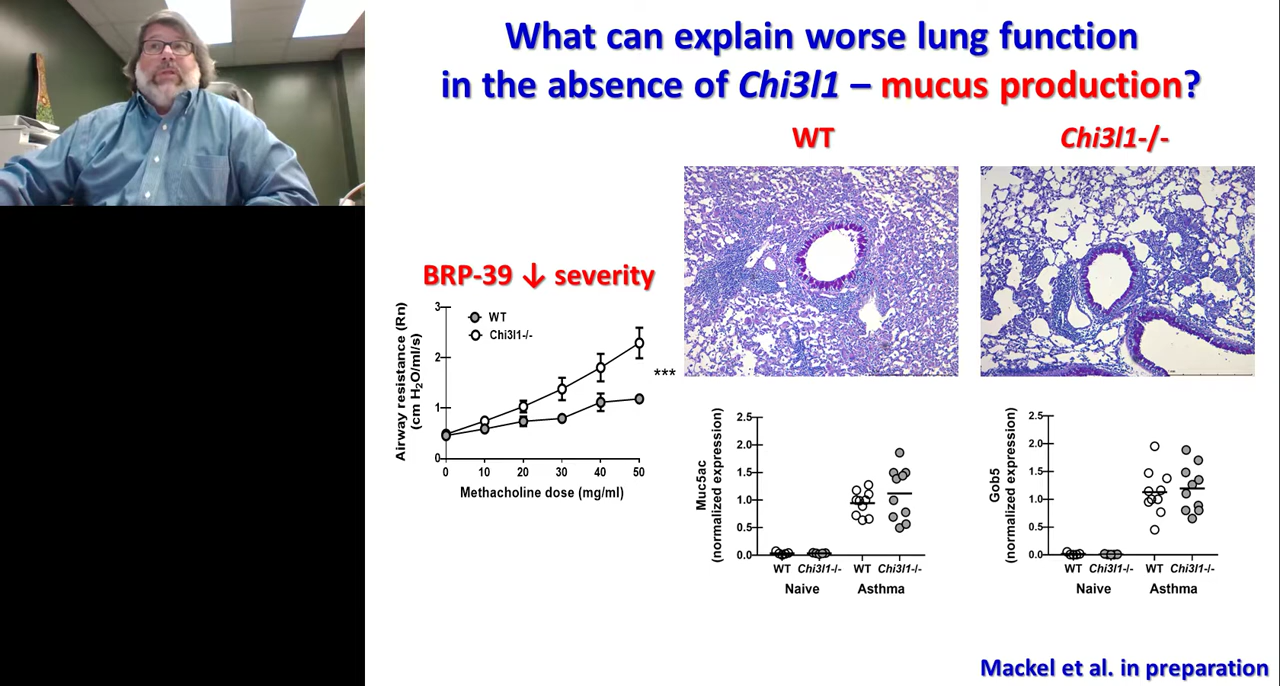 What can explain worse lung function
in the absence of Chi3l1 – mucus production?
WT
Chi3l1-/-
BRP-39 ↓ severity
Airway resistance (Rn)
(cm H2O/ml/s)
3
2
1
0
WT
Chi3l1-/-
***
0 10 20 30 40 50
Methacholine dose (mg/ml)
Muc5ac
(normalized expression)
2.5
2.0
1.5
1.0
0.5
0.0
WT Chi3l1-/- WT Chi3l1-/-
Naive Asthma
Gob5
(normalized expression)
2.5
2.0
1.5
1.0
0.5
0.0
WT Chi3l1-/- WT Chi3l1-/-
Naive Asthma
Mackel et al. in preparation